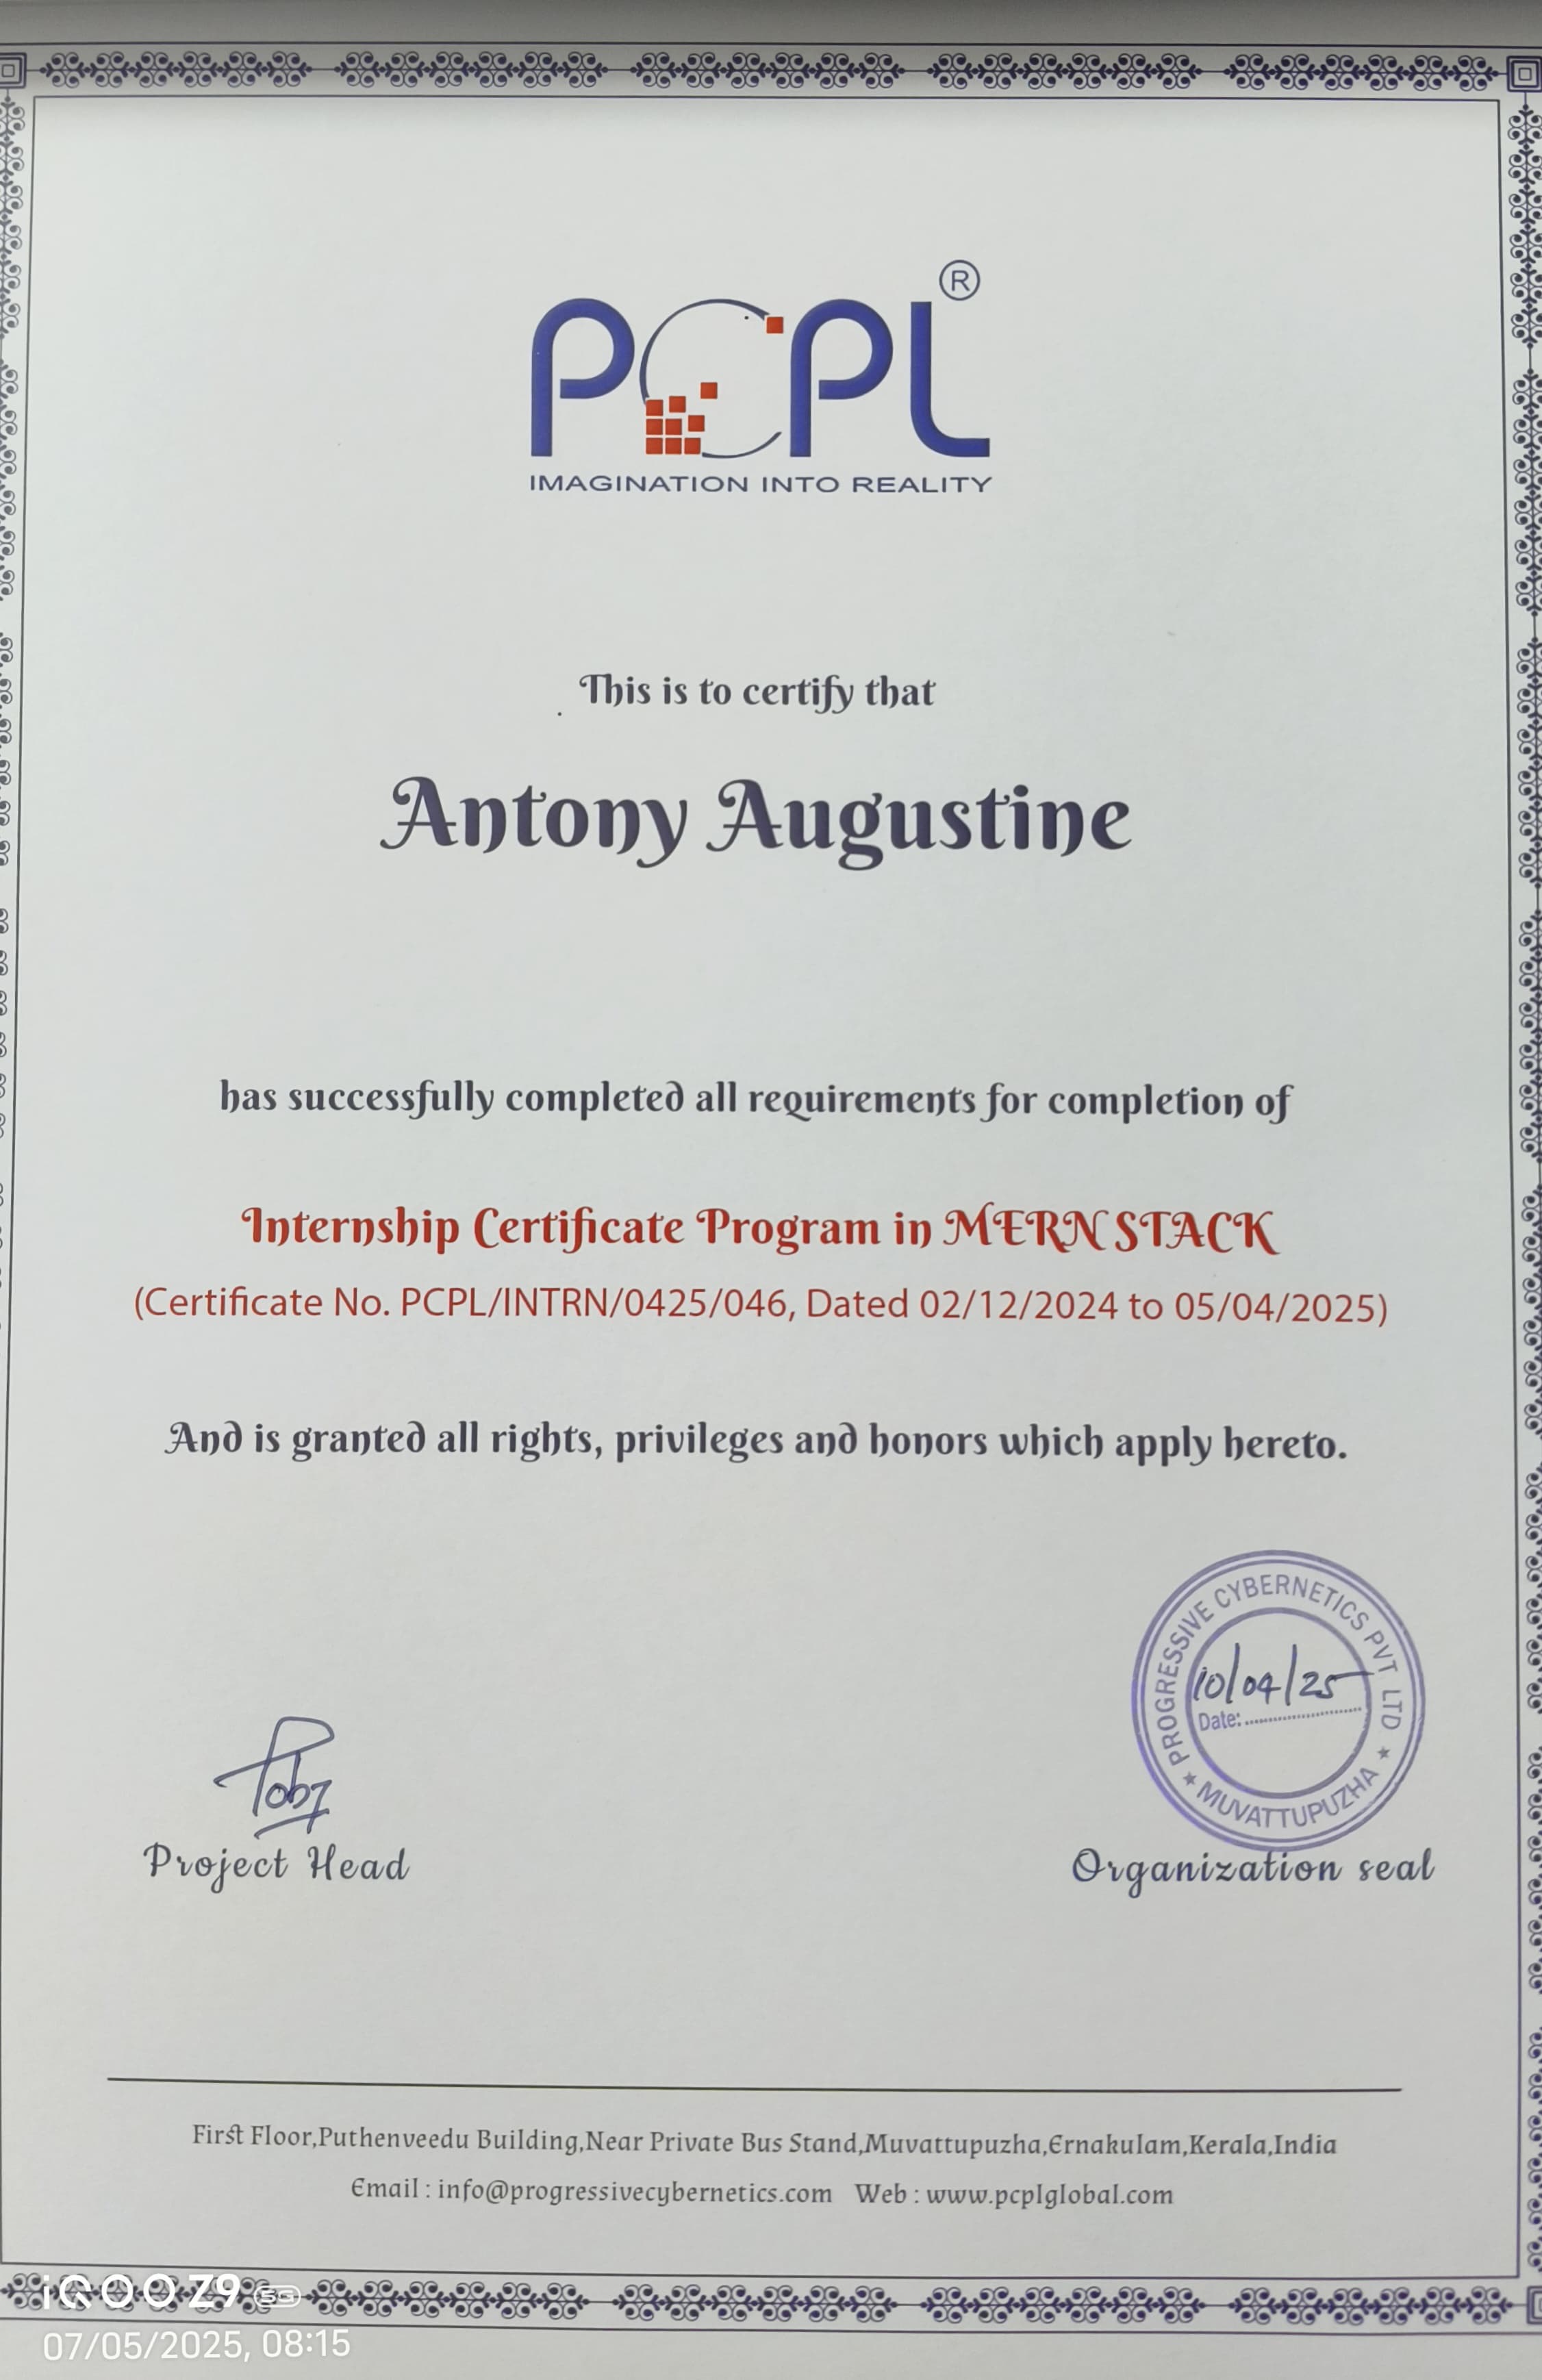 PCPL®
IMAGINATION INTO REALITY
This is to certify that
Antony Augustine
has successfully completed all requirements for completion of
Internship Certificate Program in MERN STACK
(Certificate No. PCPL/INTRN/0425/046, Dated 02/12/2024 to 05/04/2025)
And is granted all rights, privileges and honors which apply hereto.
PROGRESSIVE CYBERNETICS PVT LTD
10/04/25
Date:
★ MUVATTUPUZHA ★
Toby
Project Head
Organization seal
First Floor,Puthenveedu Building,Near Private Bus Stand,Muvattupuzha,Ernakulam,Kerala,India
Email : info@progressivecybernetics.com Web : www.pcplglobal.com
iQOO Z9 5G
07/05/2025, 08:15